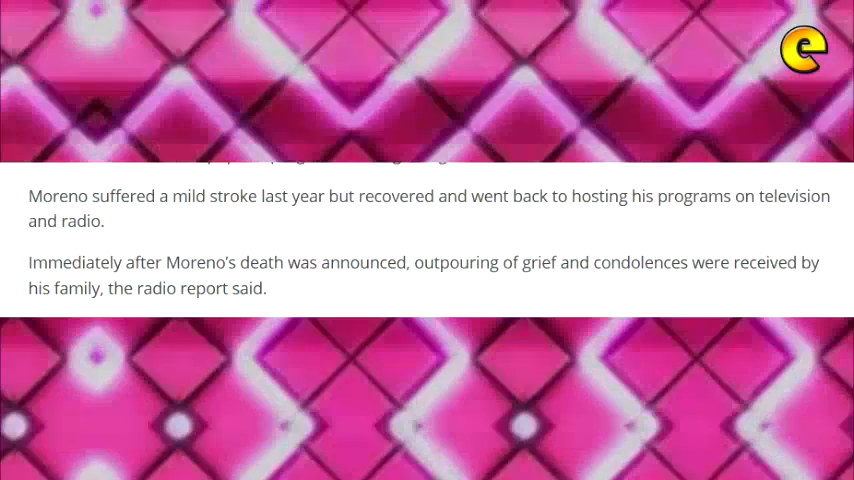 e
Moreno suffered a mild stroke last year but recovered and went back to hosting his programs on television
and radio.
Immediately after Moreno’s death was announced, outpouring of grief and condolences were received by
his family, the radio report said.